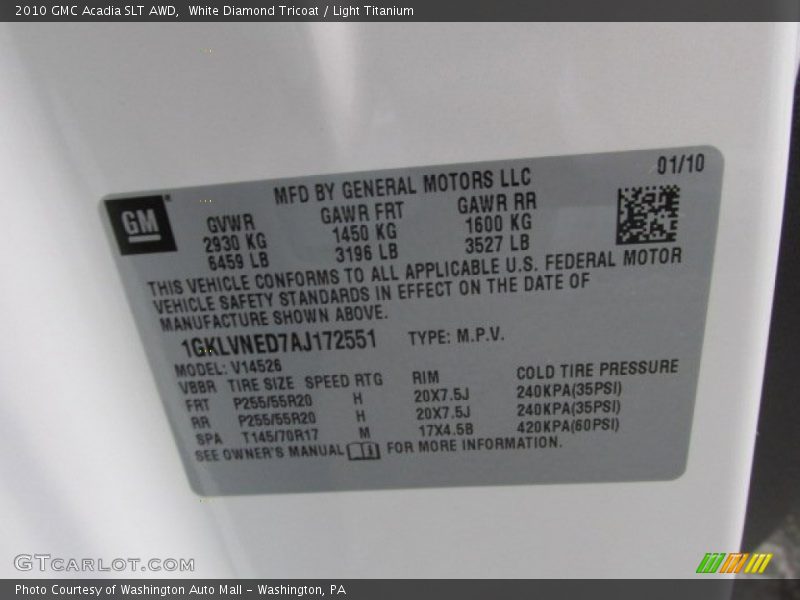 2010 GMC Acadia SLT AWD,  White Diamond Tricoat / Light Titanium
01/10
GM
MFD BY GENERAL MOTORS LLC
GVWR GAWR FRT GAWR RR
2930 KG 1450 KG 1600 KG
6459 LB 3196 LB 3527 LB
THIS VEHICLE CONFORMS TO ALL APPLICABLE U.S. FEDERAL MOTOR
VEHICLE SAFETY STANDARDS IN EFFECT ON THE DATE OF
MANUFACTURE SHOWN ABOVE.
1GKLVNED7AJ172551 TYPE: M.P.V.
MODEL: V14526
VBBR TIRE SIZE SPEED RTG RIM COLD TIRE PRESSURE
FRT P255/55R20 H 20X7.5J 240KPA(35PSI)
RR P255/55R20 H 20X7.5J 240KPA(35PSI)
SPA T145/70R17 M 17X4.5B 420KPA(60PSI)
SEE OWNER'S MANUAL FOR MORE INFORMATION.
GTCARLOT.COM
Photo Courtesy of Washington Auto Mall - Washington, PA